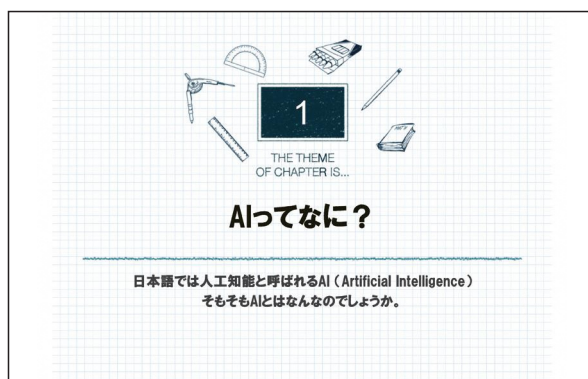 1
THE THEME
OF CHAPTER IS...
AIってなに？
日本語では人工知能と呼ばれるAI（Artificial Intelligence）
そもそもAIとはなんなのでしょうか。